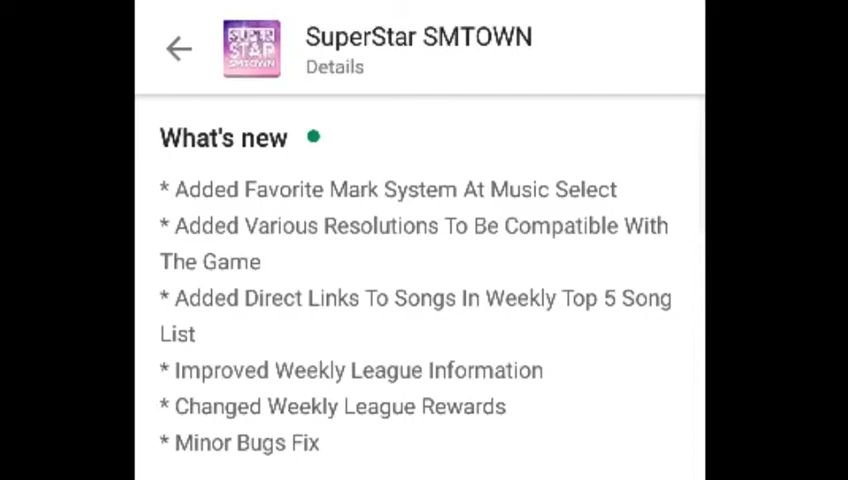 SUPER
STAR
SMTOWN
SuperStar SMTOWN
Details
What's new
* Added Favorite Mark System At Music Select
* Added Various Resolutions To Be Compatible With
The Game
* Added Direct Links To Songs In Weekly Top 5 Song
List
* Improved Weekly League Information
* Changed Weekly League Rewards
* Minor Bugs Fix